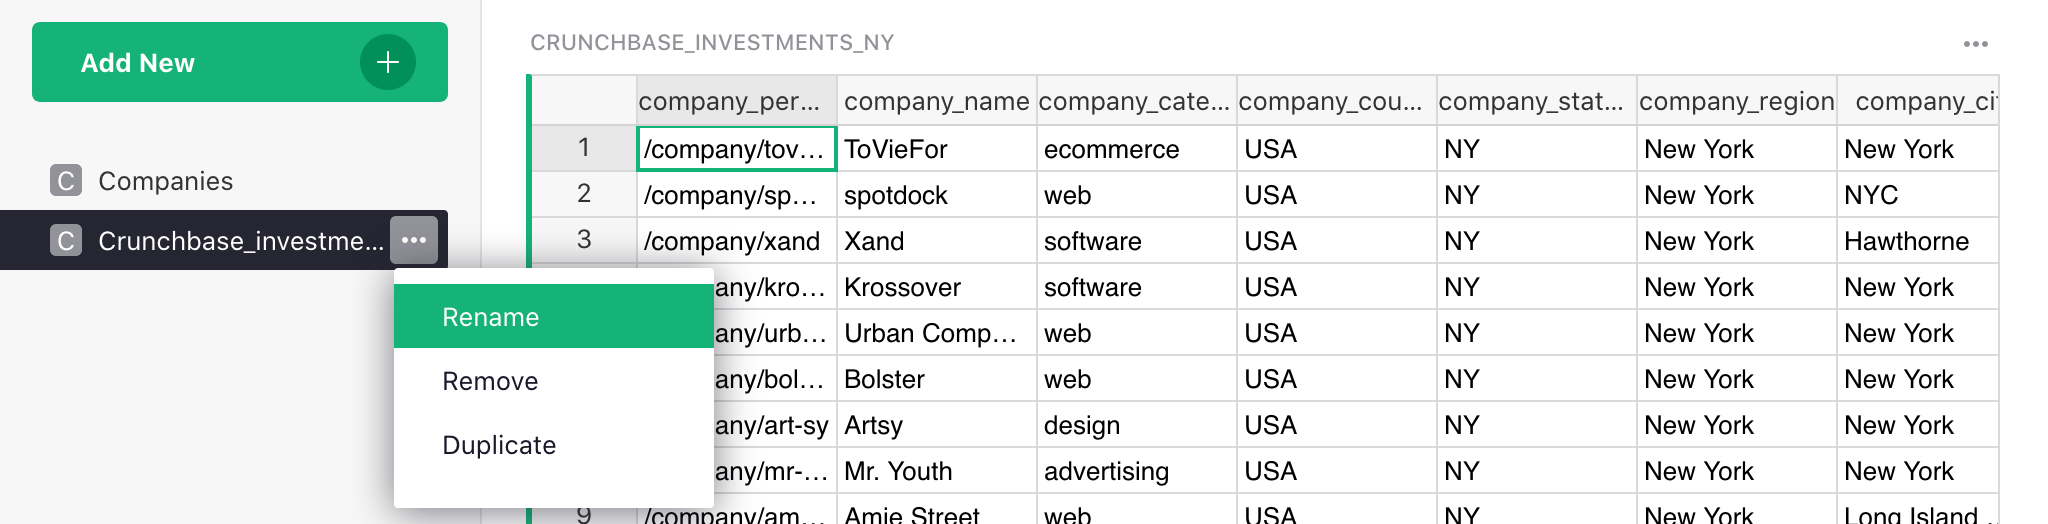 Add New +
C Companies
C Crunchbase_investme... •••
Rename
Remove
Duplicate
CRUNCHBASE_INVESTMENTS_NY •••
company_per... company_name company_cate... company_cou... company_stat... company_region company_ci
1 /company/tov... ToVieFor ecommerce USA NY New York New York
2 /company/sp... spotdock web USA NY New York NYC
3 /company/xand Xand software USA NY New York Hawthorne
any/kro... Krossover software USA NY New York New York
any/urb... Urban Comp... web USA NY New York New York
any/bol... Bolster web USA NY New York New York
any/art-sy Artsy design USA NY New York New York
any/mr-... Mr. Youth advertising USA NY New York New York
9 /company/am... Amie Street web USA NY New York Long Island...